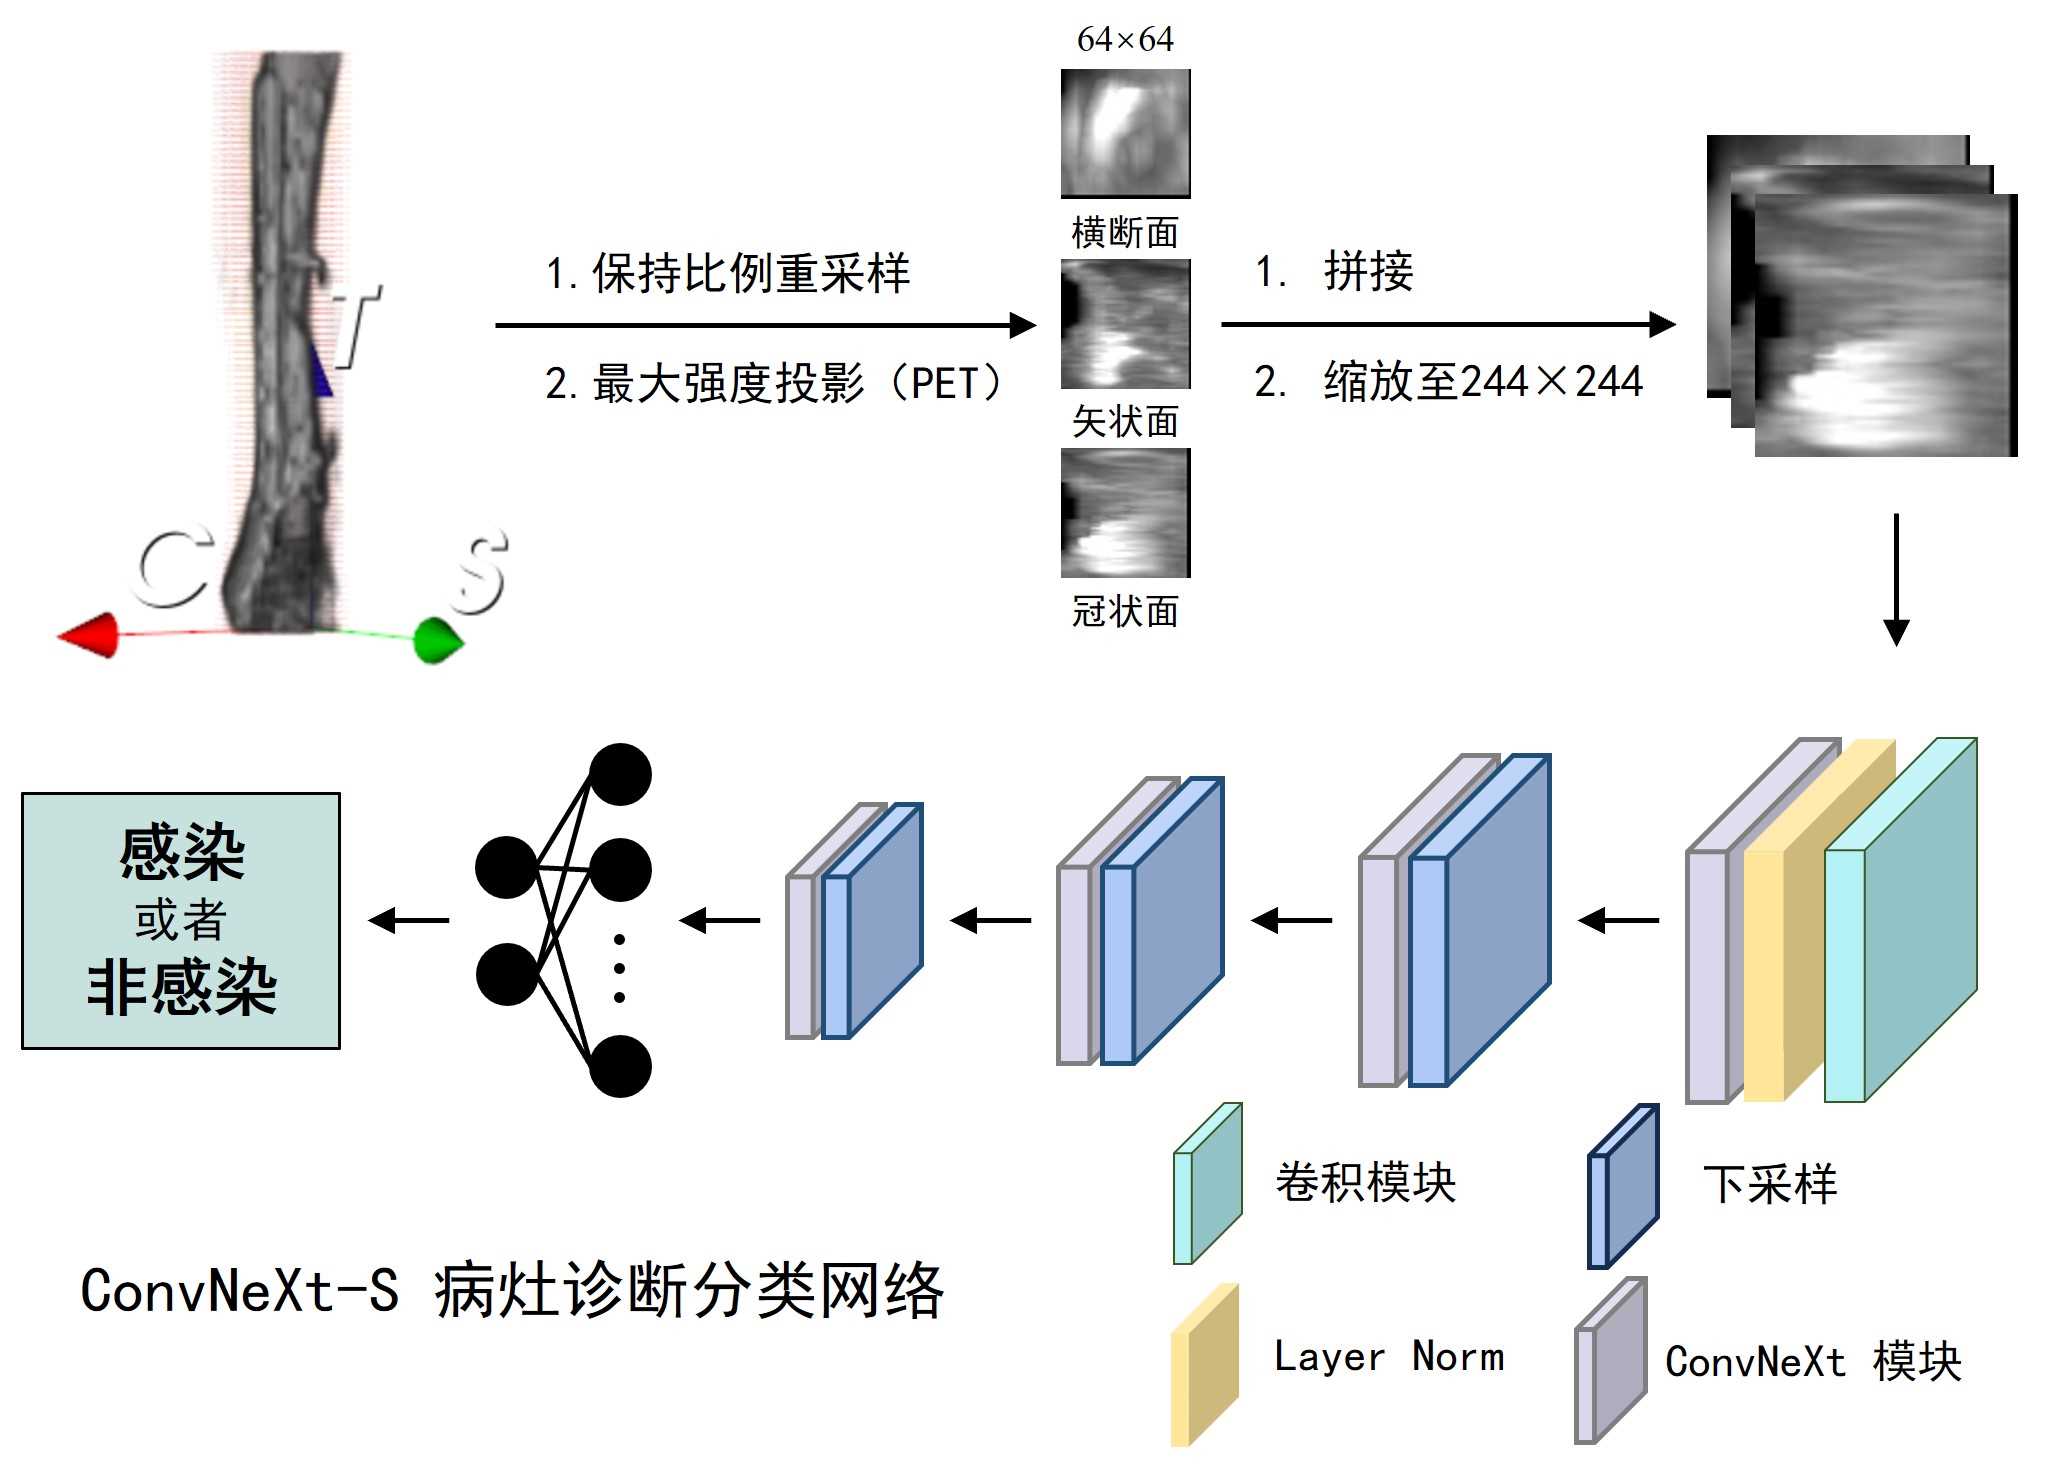 64×64
横断面
1.保持比例重采样
2.最大强度投影（PET）
T
矢状面
C
S
冠状面
1. 拼接
2. 缩放至244×244
感染
或者
非感染
卷积模块
下采样
ConvNeXt-S 病灶诊断分类网络
Layer Norm
ConvNeXt 模块